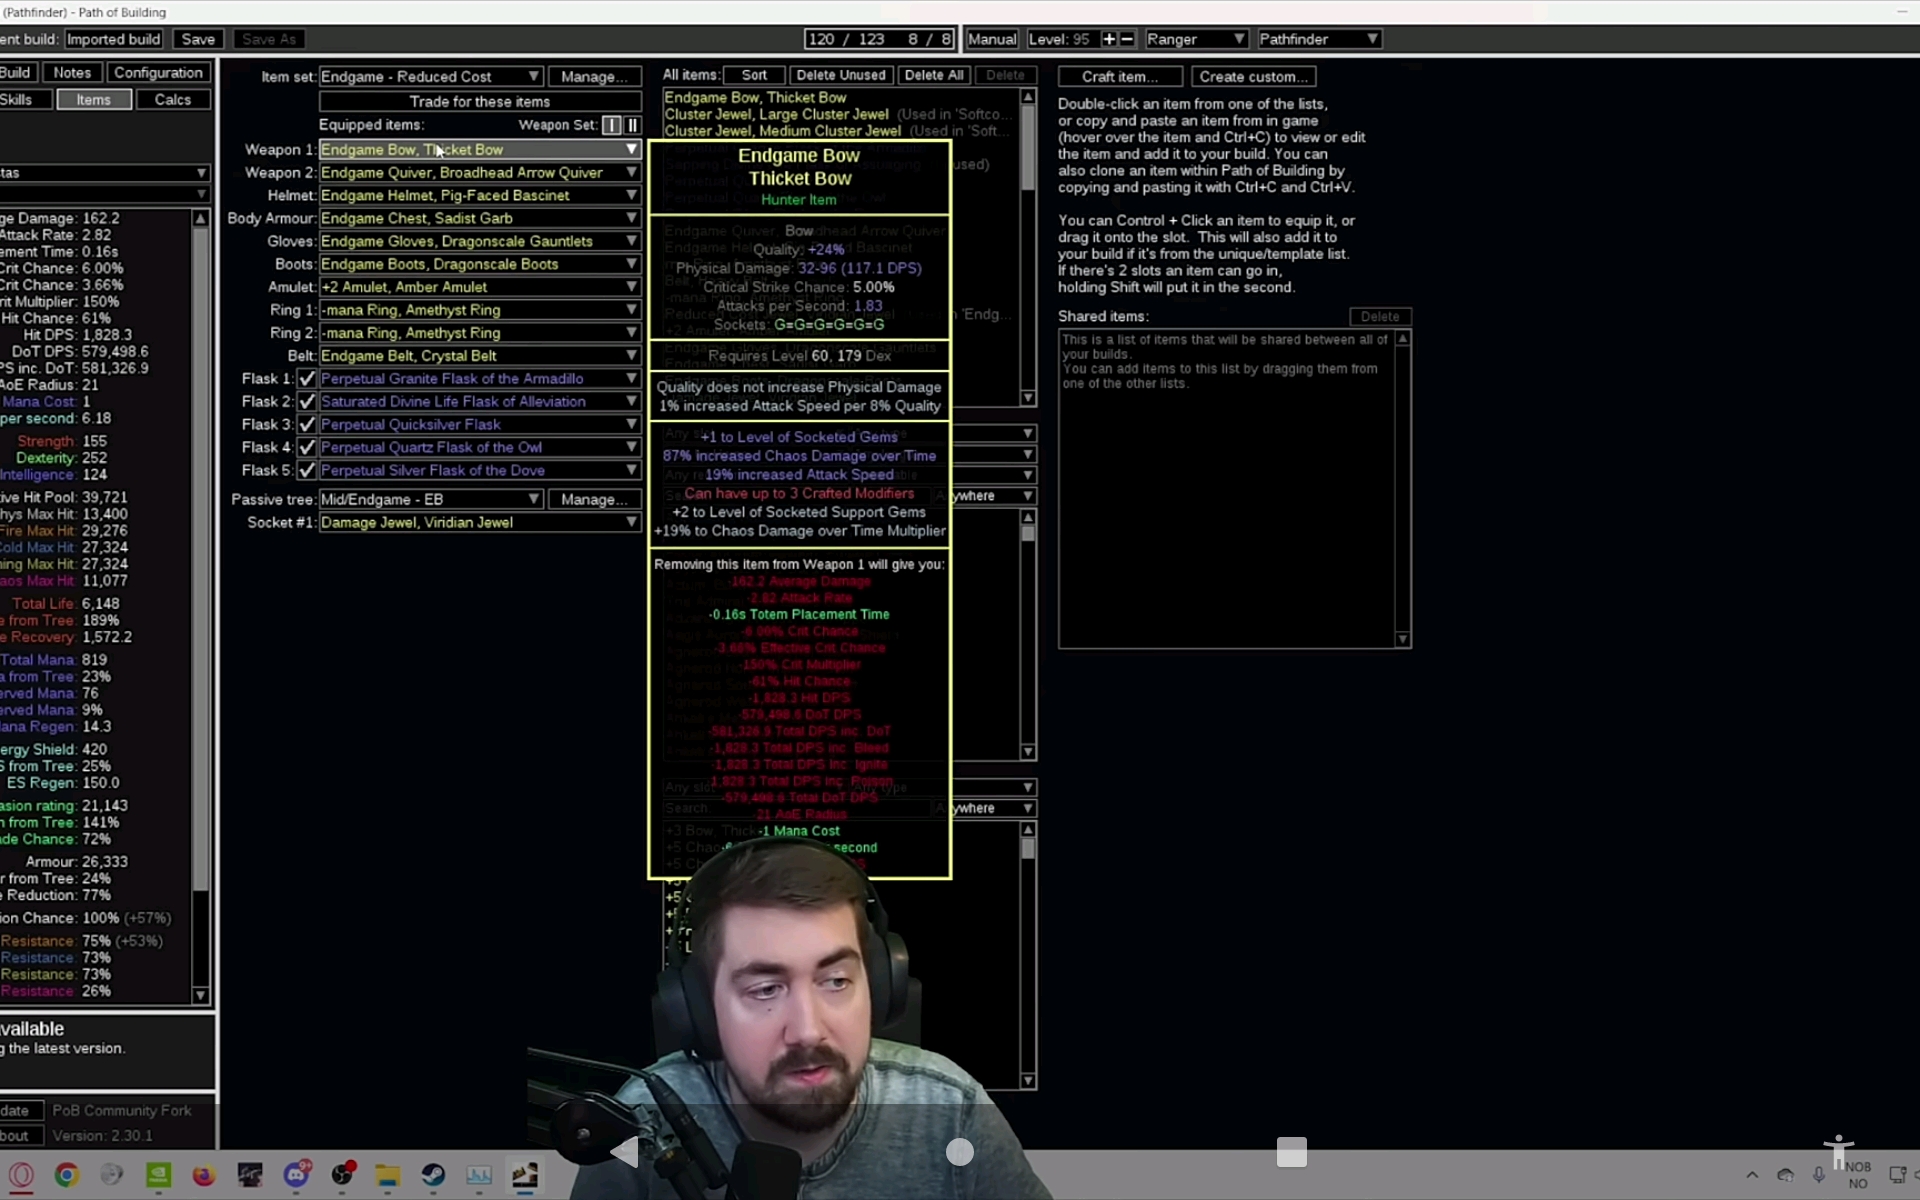 (Pathfinder) - Path of Building
ent build: Imported build Save Save As
120 / 123 8 / 8 Manual Level: 95 + − Ranger Pathfinder
Build Notes Configuration
Skills Items Calcs
tas
ge Damage: 162.2
Attack Rate: 2.82
ement Time: 0.16s
Crit Chance: 6.00%
Crit Chance: 3.66%
rit Multiplier: 150%
Hit Chance: 61%
Hit DPS: 1,828.3
DoT DPS: 579,498.6
PS inc. DoT: 581,326.9
AoE Radius: 21
Mana Cost: 1
per second: 6.18
Strength: 155
Dexterity: 252
Intelligence: 124
tive Hit Pool: 39,721
hys Max Hit: 13,400
Fire Max Hit: 29,276
Cold Max Hit: 27,324
ning Max Hit: 27,324
aos Max Hit: 11,077
Total Life: 6,148
e from Tree: 189%
e Recovery: 1,572.2
Total Mana: 819
a from Tree: 23%
erved Mana: 76
erved Mana: 9%
Mana Regen: 14.3
ergy Shield: 420
S from Tree: 25%
ES Regen: 150.0
asion rating: 21,143
n from Tree: 141%
ade Chance: 72%
Armour: 26,333
r from Tree: 24%
e Reduction: 77%
ion Chance: 100% (+57%)
Resistance: 75% (+53%)
Resistance: 73%
Resistance: 73%
Resistance: 26%
vailable
g the latest version.
date PoB Community Fork
bout Version: 2.30.1
Item set: Endgame - Reduced Cost Manage...
Trade for these items
Equipped items: Weapon Set: I II
Weapon 1: Endgame Bow, Thicket Bow
Weapon 2: Endgame Quiver, Broadhead Arrow Quiver
Helmet: Endgame Helmet, Pig-Faced Bascinet
Body Armour: Endgame Chest, Sadist Garb
Gloves: Endgame Gloves, Dragonscale Gauntlets
Boots: Endgame Boots, Dragonscale Boots
Amulet: +2 Amulet, Amber Amulet
Ring 1: -mana Ring, Amethyst Ring
Ring 2: -mana Ring, Amethyst Ring
Belt: Endgame Belt, Crystal Belt
Flask 1: Perpetual Granite Flask of the Armadillo
Flask 2: Saturated Divine Life Flask of Alleviation
Flask 3: Perpetual Quicksilver Flask
Flask 4: Perpetual Quartz Flask of the Owl
Flask 5: Perpetual Silver Flask of the Dove
Passive tree: Mid/Endgame - EB Manage...
Socket #1: Damage Jewel, Viridian Jewel
All items: Sort Delete Unused Delete All Delete
Endgame Bow, Thicket Bow
Cluster Jewel, Large Cluster Jewel (Used in 'Softco...
Cluster Jewel, Medium Cluster Jewel (Used in 'Soft...
Endgame Bow
Thicket Bow
Hunter Item
Bow
Quality: +24%
Physical Damage: 32-96 (117.1 DPS)
Critical Strike Chance: 5.00%
Attacks per Second: 1.83
Sockets: G=G=G=G=G=G
Requires Level 60, 179 Dex
Quality does not increase Physical Damage
1% increased Attack Speed per 8% Quality
+1 to Level of Socketed Gems
87% increased Chaos Damage over Time
19% increased Attack Speed
Can have up to 3 Crafted Modifiers
+2 to Level of Socketed Support Gems
+19% to Chaos Damage over Time Multiplier
Removing this item from Weapon 1 will give you:
-162.2 Average Damage
-2.82 Attack Rate
-0.16s Totem Placement Time
-6.00% Crit Chance
-3.66% Effective Crit Chance
-150% Crit Multiplier
-61% Hit Chance
-1,828.3 Hit DPS
-579,498.6 DoT DPS
-581,326.9 Total DPS inc. DoT
-1,828.3 Total DPS inc. Bleed
-1,828.3 Total DPS inc. Ignite
-1,828.3 Total DPS inc. Poison
-579,498.6 Total DoT DPS
-21 AoE Radius
-1 Mana Cost
second
ywhere
ywhere
Craft item... Create custom...
Double-click an item from one of the lists,
or copy and paste an item from in game
(hover over the item and Ctrl+C) to view or edit
the item and add it to your build. You can
also clone an item within Path of Building by
copying and pasting it with Ctrl+C and Ctrl+V.
You can Control + Click an item to equip it, or
drag it onto the slot. This will also add it to
your build if it's from the unique/template list.
If there's 2 slots an item can go in,
holding Shift will put it in the second.
Shared items: Delete
This is a list of items that will be shared between all of
your builds.
You can add items to this list by dragging them from
one of the other lists.
NOB
NO